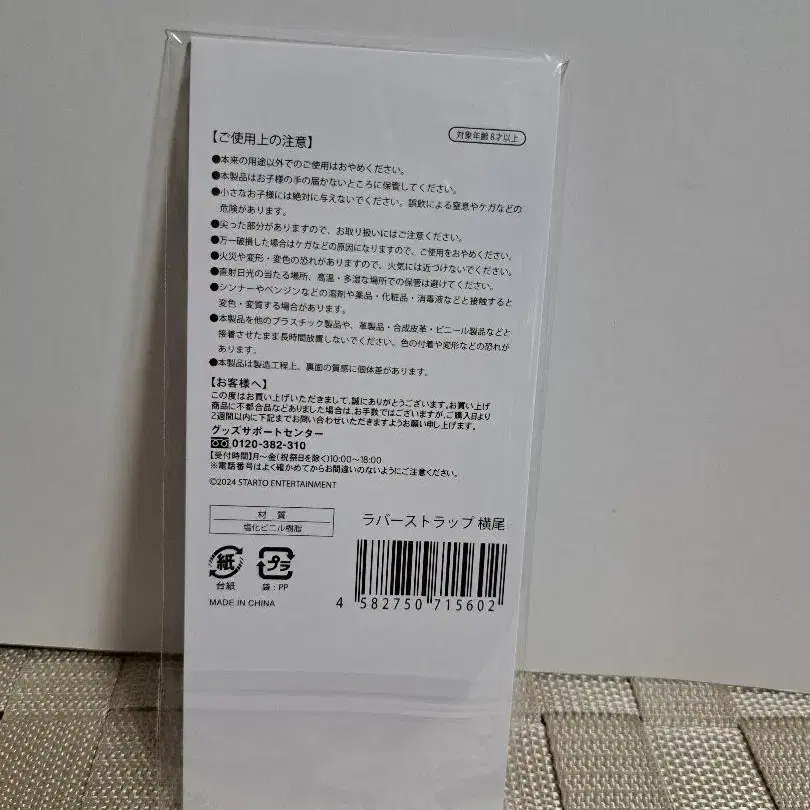 【ご使用上の注意】
対象年齢8才以上
●本来の用途以外でのご使用はおやめください。
●本製品はお子様の手の届かないところに保管してください。
●小さなお子様には絶対に与えないでください。誤飲による窒息やケガなどの
危険があります。
●尖った部分がありますので、お取り扱いにはご注意ください。
●万一破損した場合はケガなどの原因になりますので、ご使用をおやめください。
●火災や変形・変色の恐れがありますので、火気には近づけないでください。
●直射日光の当たる場所、高温・多湿な場所での保管は避けてください。
●シンナーやベンジンなどの溶剤や薬品・化粧品・消毒液などと接触すると
変色・変質する場合があります。
●本製品を他のプラスチック製品や、革製品・合成皮革・ビニール製品などと
接着させたまま長時間放置しないでください。色の付着や変形などの恐れが
あります。
●本製品は製造工程上、裏面の質感に個体差があります。
【お客様へ】
この度はお買い上げいただきまして、誠にありがとうございます。お買い上げ
商品に不都合品などありました場合は、お手数ではございますが、ご購入日より
2週間以内に下記までお問い合わせいただきますようお願い申し上げます。
グッズサポートセンター
0120-382-310
【受付時間】月～金(祝祭日を除く)10:00～18:00
※電話番号はよく確かめてからお間違いのないようにご注意ください。
©2024 STARTO ENTERTAINMENT
材 質
塩化ビニル樹脂
ラバーストラップ 横尾
紙
台紙
プラ
袋：PP
MADE IN CHINA
4 582750 715602